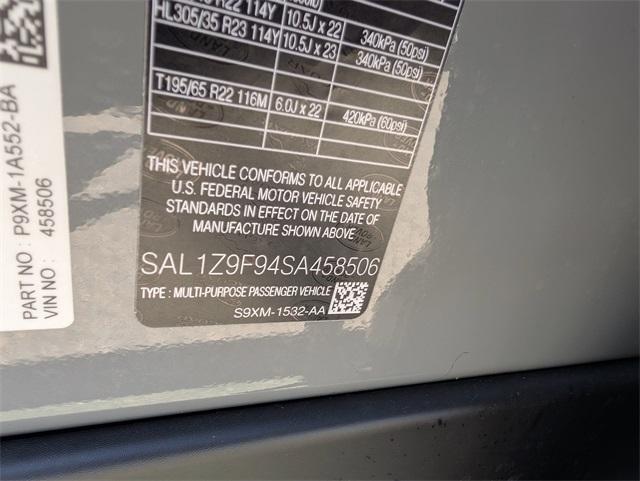 R22 114Y 10.5J x 22 340kPa (50psi)
HL305/35 R23 114Y 10.5J x 23 340kPa (50psi)
T195/65 R22 116M 6.0J x 22 420kPa (60psi)
THIS VEHICLE CONFORMS TO ALL APPLICABLE
U.S. FEDERAL MOTOR VEHICLE SAFETY
STANDARDS IN EFFECT ON THE DATE OF
MANUFACTURE SHOWN ABOVE
SAL1Z9F94SA458506
TYPE : MULTI-PURPOSE PASSENGER VEHICLE
S9XM-1532-AA
PART NO : P9XM-1A552-BA
VIN NO : 458506